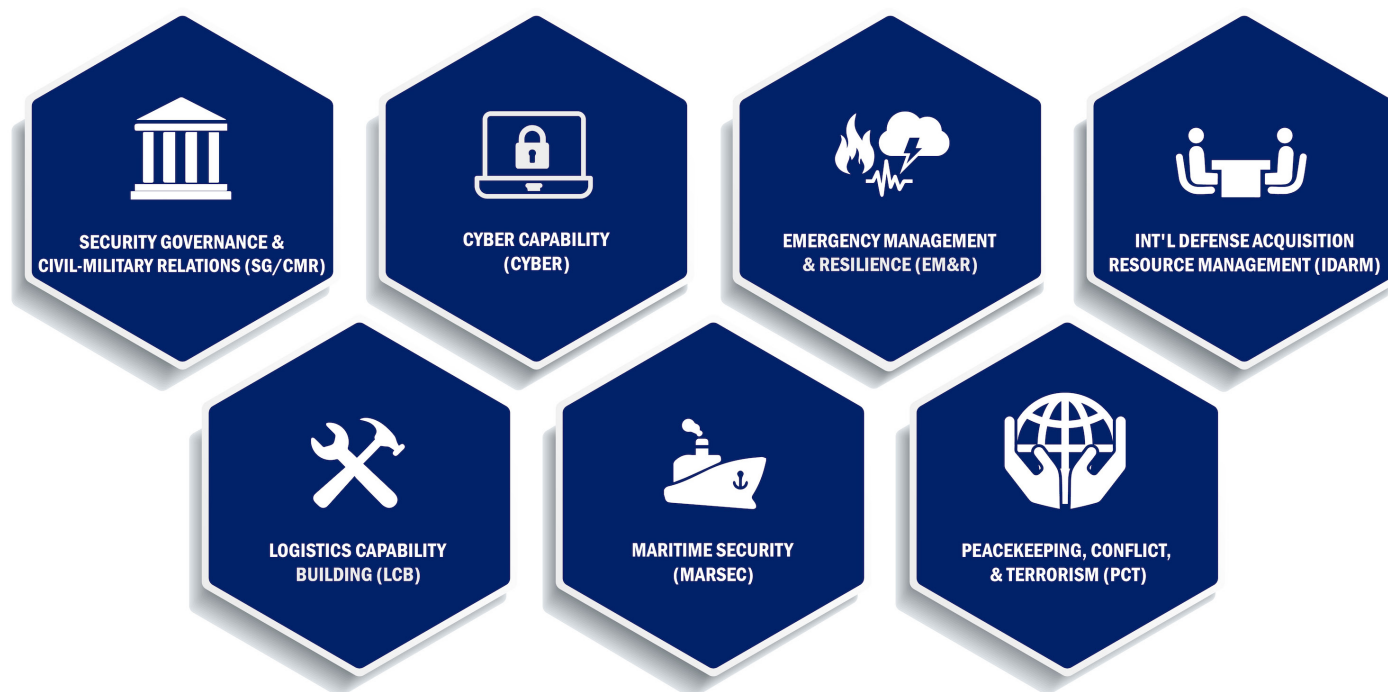 SECURITY GOVERNANCE &
CIVIL-MILITARY RELATIONS (SG/CMR)
CYBER CAPABILITY
(CYBER)
EMERGENCY MANAGEMENT
& RESILIENCE (EM&R)
INT'L DEFENSE ACQUISITION
RESOURCE MANAGEMENT (IDARM)
LOGISTICS CAPABILITY
BUILDING (LCB)
MARITIME SECURITY
(MARSEC)
PEACEKEEPING, CONFLICT,
& TERRORISM (PCT)